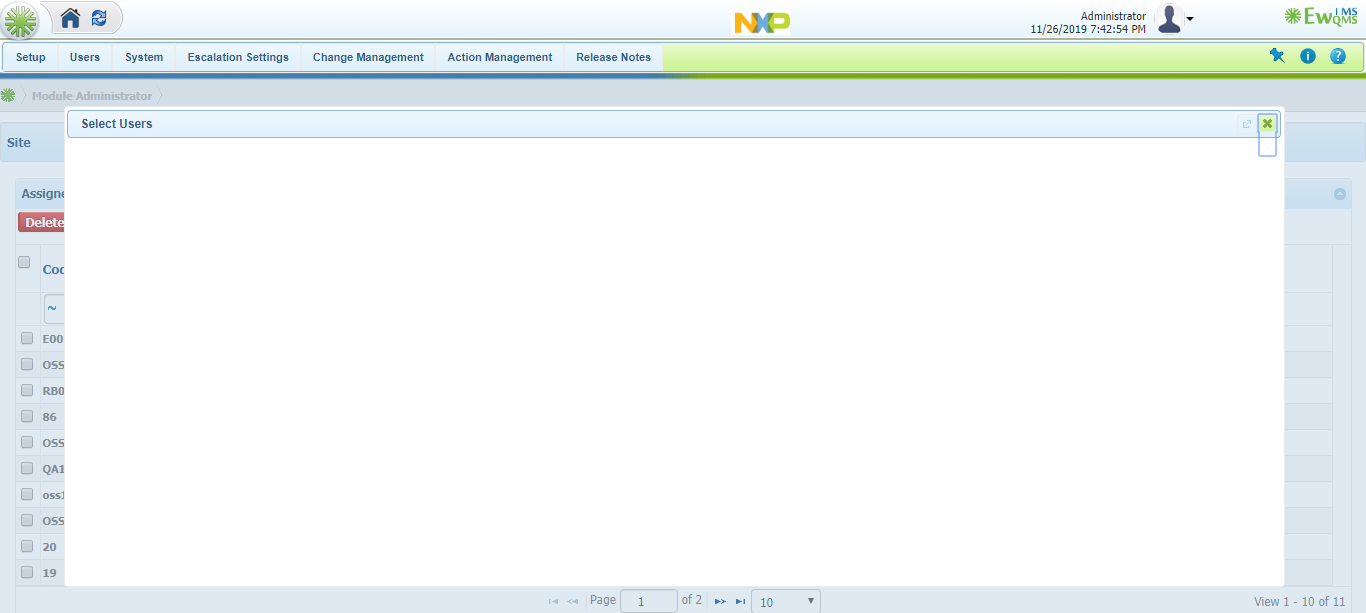 NXP
Administrator
11/26/2019 7:42:54 PM
EwQMS
iMS
Setup Users System Escalation Settings Change Management Action Management Release Notes
Module Administrator
Select Users
Site
Assigne
Delete
Coc
~
E00
OSS
RB0
86
OSS
QA1
oss1
OSS
20
19
Page 1 of 2 10 View 1 - 10 of 11